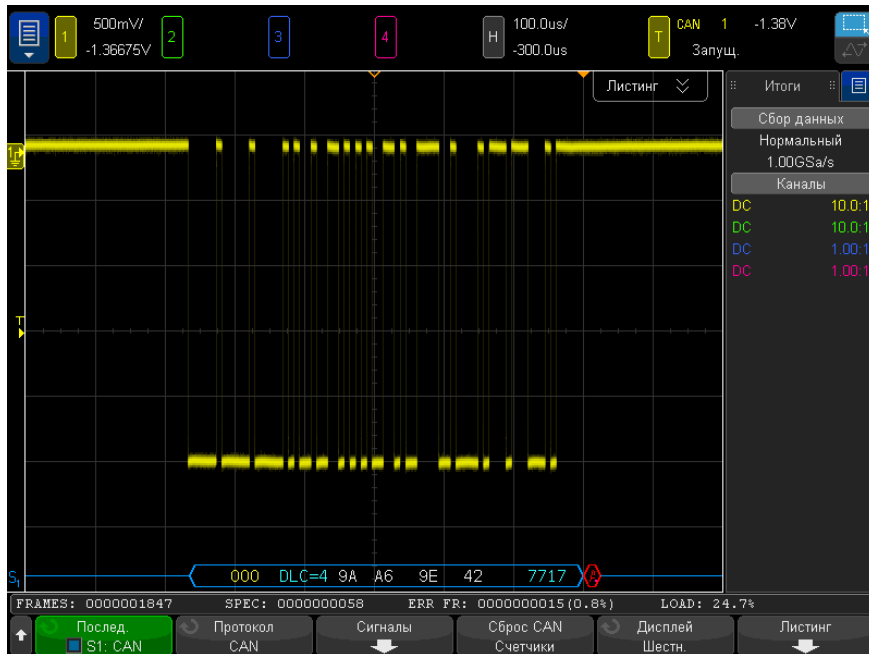 1 500mV/ -1.36675V 2 3 4 H 100.0us/ -300.0us T CAN 1 -1.38V Запущ.
Листинг
Итоги
Сбор данных
Нормальный
1.00GSa/s
Каналы
DC 10.0:1
DC 10.0:1
DC 1.00:1
DC 1.00:1
1
T
S1 000 DLC=4 9A A6 9E 42 7717 A
FRAMES: 0000001847 SPEC: 0000000058 ERR FR: 0000000015(0.8%) LOAD: 24.7%
Послед. Протокол Сигналы Сброс CAN Дисплей Листинг
S1: CAN CAN Счетчики Шестн.